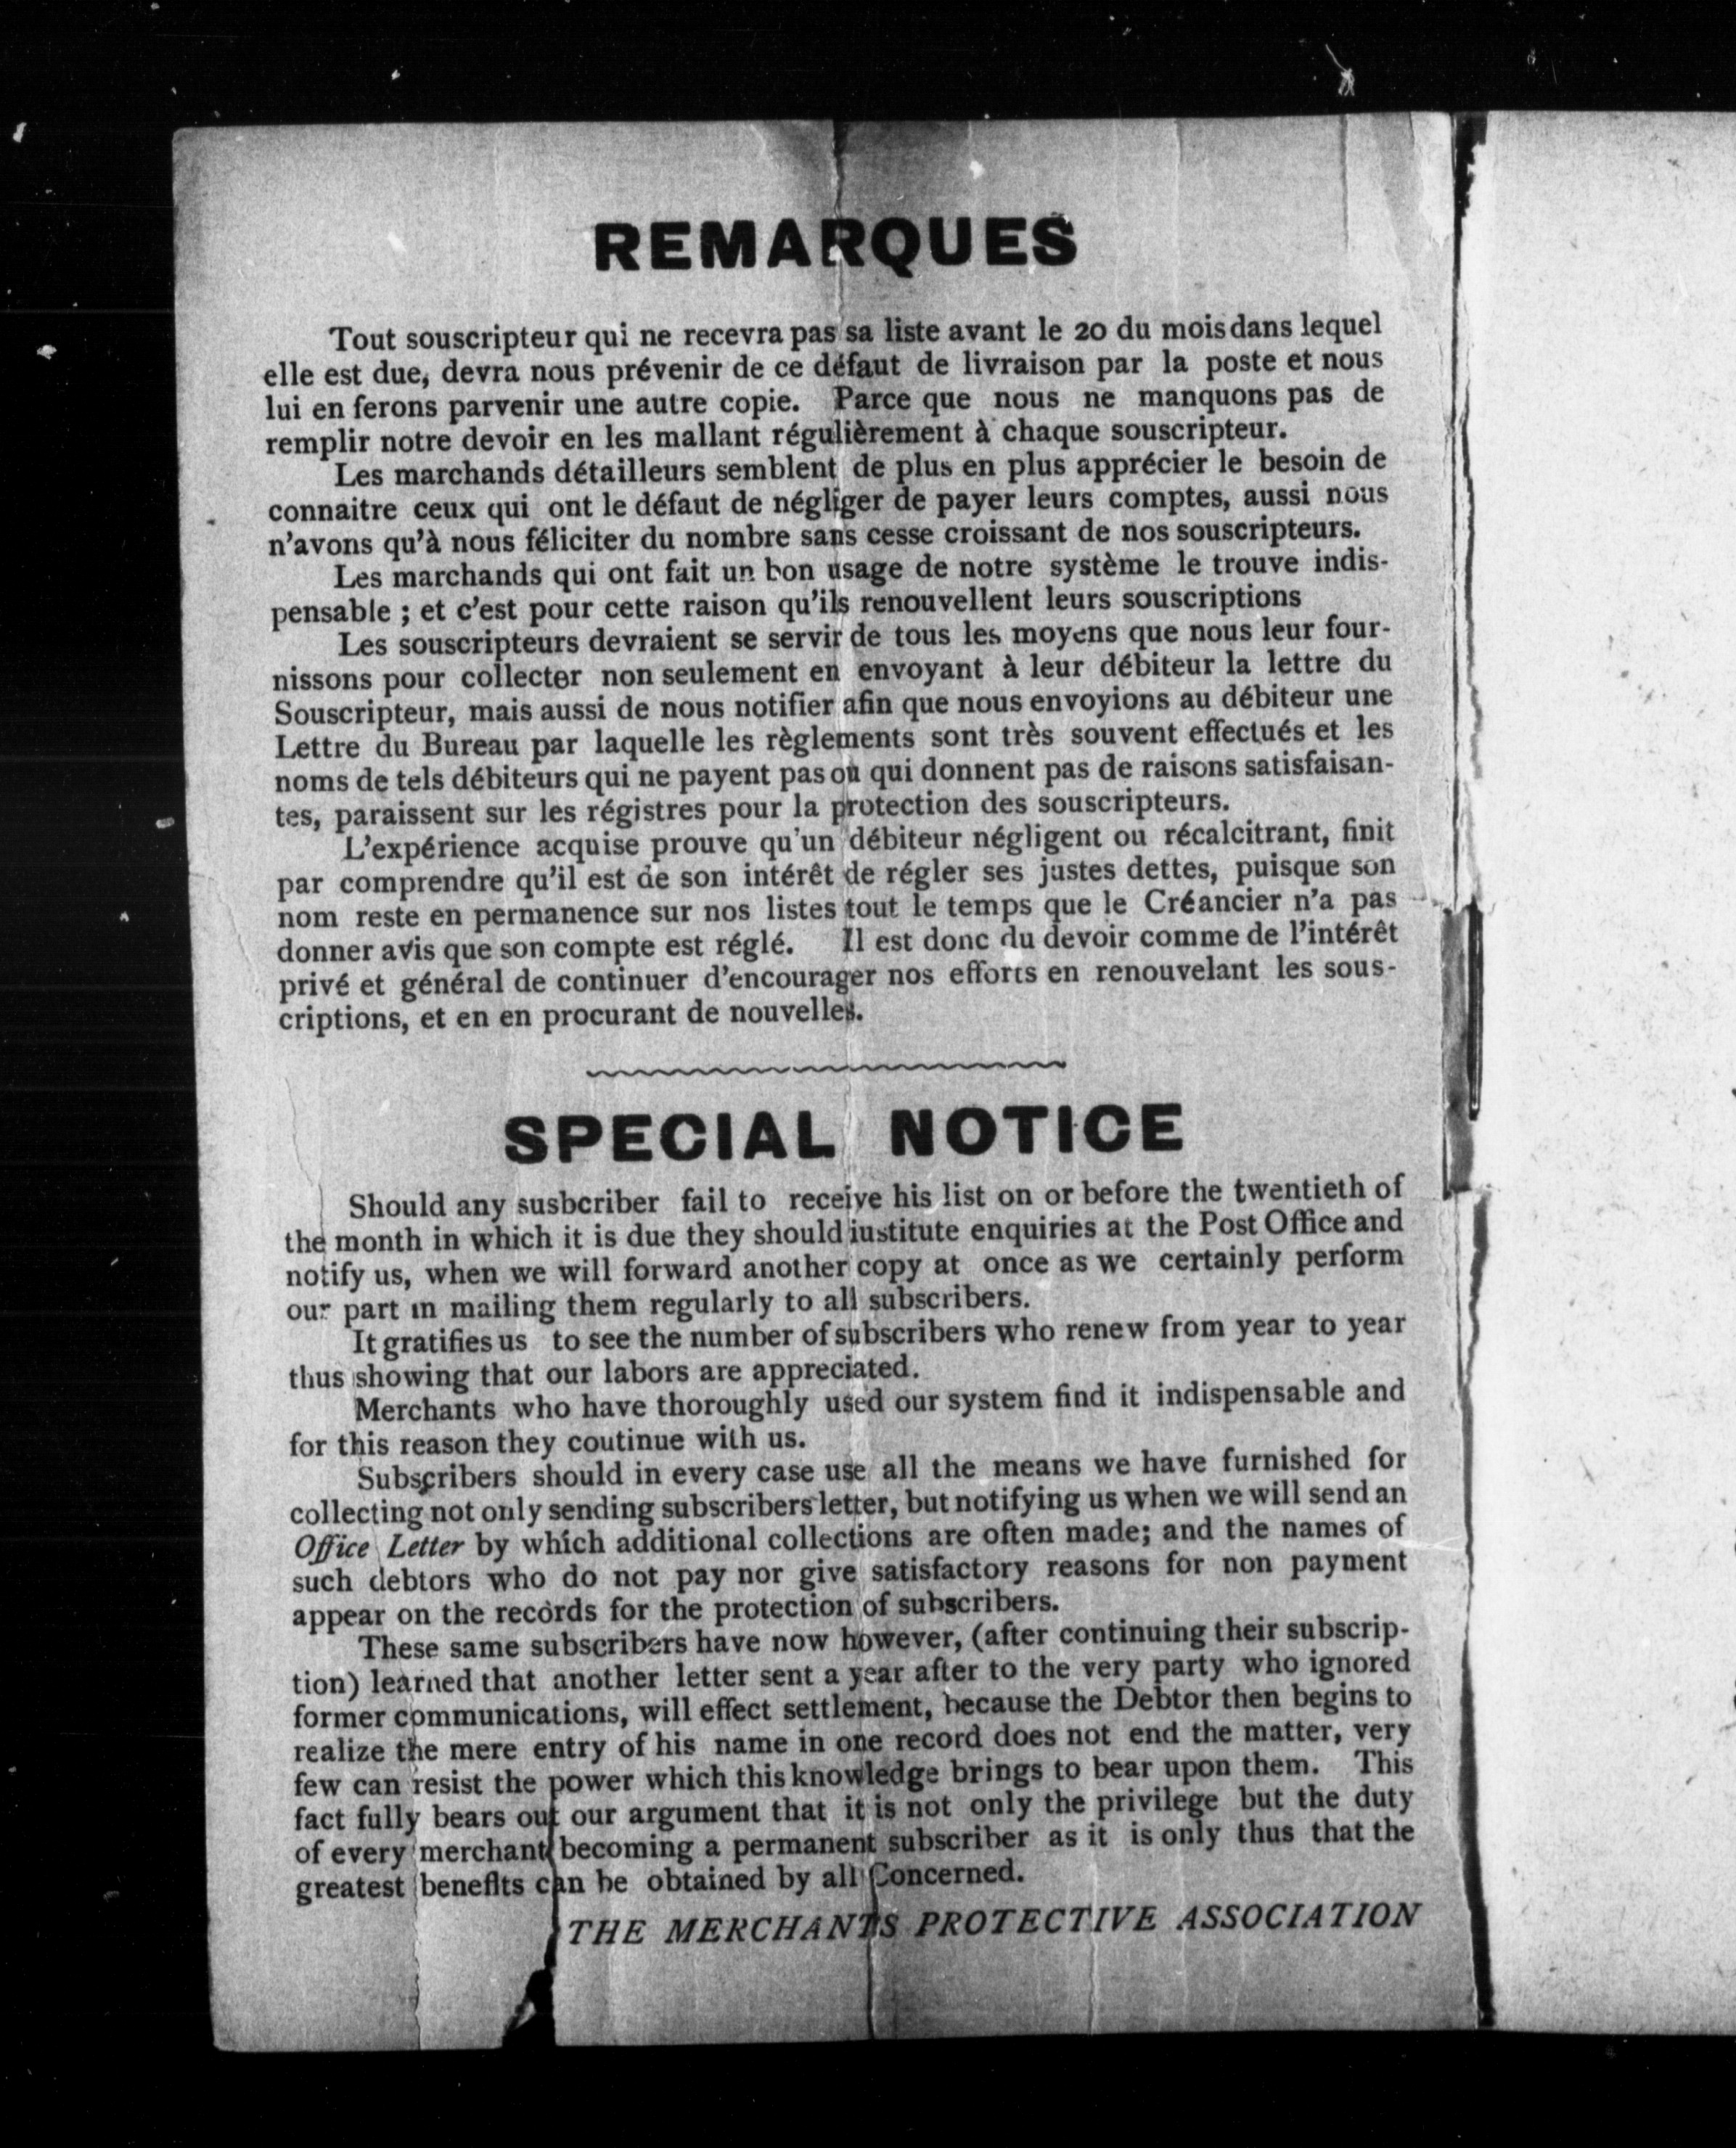 REMARQUES
Tout souscripteur qui ne recevra pas sa liste avant le 20 du mois dans lequel
elle est due, devra nous prévenir de ce défaut de livraison par la poste et nous
lui en ferons parvenir une autre copie. Parce que nous ne manquons pas de
remplir notre devoir en les mallant régulièrement à chaque souscripteur.
Les marchands détailleurs semblent de plus en plus apprécier le besoin de
connaitre ceux qui ont le défaut de négliger de payer leurs comptes, aussi nous
n'avons qu'à nous féliciter du nombre sans cesse croissant de nos souscripteurs.
Les marchands qui ont fait un bon usage de notre système le trouve indis-
pensable ; et c'est pour cette raison qu'ils renouvellent leurs souscriptions
Les souscripteurs devraient se servir de tous les moyens que nous leur four-
nissons pour collecter non seulement en envoyant à leur débiteur la lettre du
Souscripteur, mais aussi de nous notifier afin que nous envoyions au débiteur une
Lettre du Bureau par laquelle les règlements sont très souvent effectués et les
noms de tels débiteurs qui ne payent pas ou qui donnent pas de raisons satisfaisan-
tes, paraissent sur les régistres pour la protection des souscripteurs.
L'expérience acquise prouve qu'un débiteur négligent ou récalcitrant, finit
par comprendre qu'il est de son intérêt de régler ses justes dettes, puisque son
nom reste en permanence sur nos listes tout le temps que le Créancier n'a pas
donner avis que son compte est réglé. Il est donc du devoir comme de l'intérêt
privé et général de continuer d'encourager nos efforts en renouvelant les sous-
criptions, et en en procurant de nouvelles.
SPECIAL NOTICE
Should any susbcriber fail to receive his list on or before the twentieth of
the month in which it is due they should iustitute enquiries at the Post Office and
notify us, when we will forward another copy at once as we certainly perform
our part in mailing them regularly to all subscribers.
It gratifies us to see the number of subscribers who renew from year to year
thus showing that our labors are appreciated.
Merchants who have thoroughly used our system find it indispensable and
for this reason they coutinue with us.
Subscribers should in every case use all the means we have furnished for
collecting not only sending subscribers letter, but notifying us when we will send an
Office Letter by which additional collections are often made; and the names of
such debtors who do not pay nor give satisfactory reasons for non payment
appear on the records for the protection of subscribers.
These same subscribers have now however, (after continuing their subscrip-
tion) learned that another letter sent a year after to the very party who ignored
former communications, will effect settlement, because the Debtor then begins to
realize the mere entry of his name in one record does not end the matter, very
few can resist the power which this knowledge brings to bear upon them. This
fact fully bears out our argument that it is not only the privilege but the duty
of every merchant becoming a permanent subscriber as it is only thus that the
greatest benefits can be obtained by all Concerned.
THE MERCHANTS PROTECTIVE ASSOCIATION